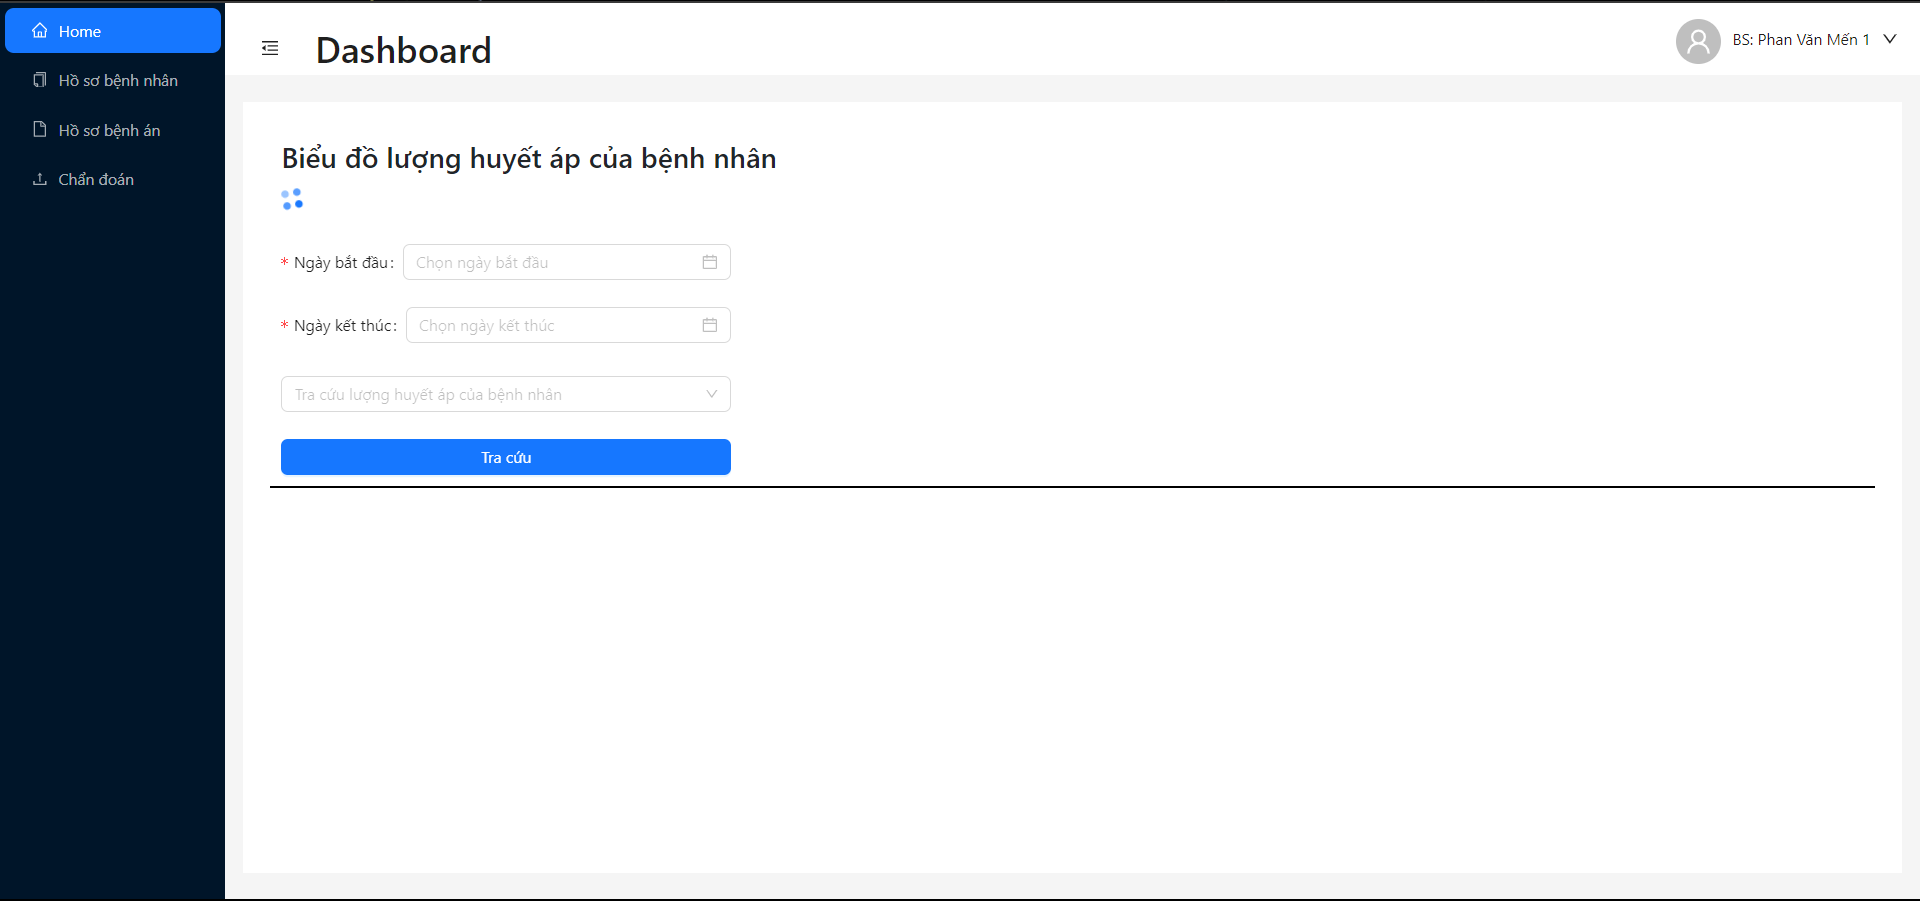 Home
Hồ sơ bệnh nhân
Hồ sơ bệnh án
Chẩn đoán
Dashboard
BS: Phan Văn Mến 1
Biểu đồ lượng huyết áp của bệnh nhân
* Ngày bắt đầu: Chọn ngày bắt đầu
* Ngày kết thúc: Chọn ngày kết thúc
Tra cứu lượng huyết áp của bệnh nhân
Tra cứu